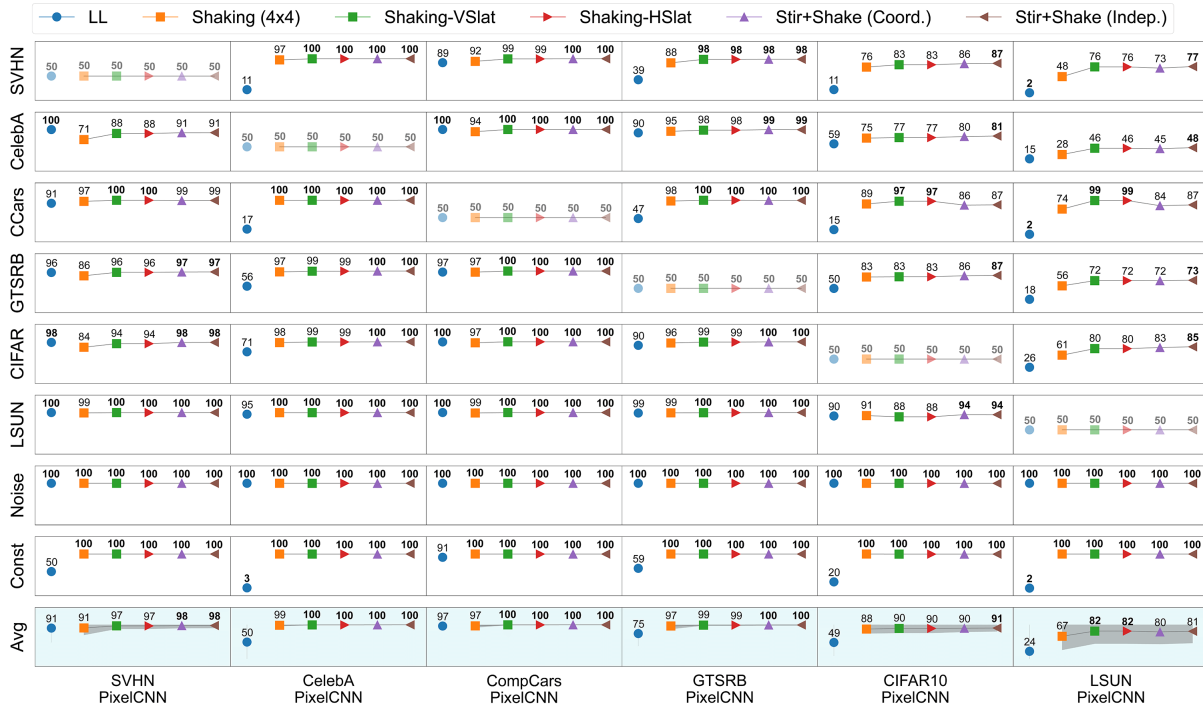 LL Shaking (4x4) Shaking-VSlat Shaking-HSlat Stir+Shake (Coord.) Stir+Shake (Indep.)
SVHN 50 50 50 50 50 50 11 97 100 100 100 100 89 92 99 99 100 100 39 88 98 98 98 98 11 76 83 83 86 87 2 48 76 76 73 77
CelebA 100 71 88 88 91 91 50 50 50 50 50 50 100 94 100 100 100 100 90 95 98 98 99 99 59 75 77 77 80 81 15 28 46 46 45 48
CCars 91 97 100 100 99 99 17 100 100 100 100 100 50 50 50 50 50 50 47 98 100 100 100 100 15 89 97 97 86 87 2 74 99 99 84 87
GTSRB 96 86 96 96 97 97 56 97 99 99 100 100 97 97 100 100 100 100 50 50 50 50 50 50 50 83 83 83 86 87 18 56 72 72 72 73
CIFAR 98 84 94 94 98 98 71 98 99 99 100 100 100 97 100 100 100 100 90 96 99 99 100 100 50 50 50 50 50 50 26 61 80 80 83 85
LSUN 100 99 100 100 100 100 95 100 100 100 100 100 100 99 100 100 100 100 99 99 100 100 100 100 90 91 88 88 94 94 50 50 50 50 50 50
Noise 100 100 100 100 100 100 100 100 100 100 100 100 100 100 100 100 100 100 100 100 100 100 100 100 100 100 100 100 100 100 100 100 100 100 100 100
Const 50 100 100 100 100 100 3 100 100 100 100 100 91 100 100 100 100 100 59 100 100 100 100 100 20 100 100 100 100 100 2 100 100 100 100 100
Avg 91 91 97 97 98 98 50 99 100 100 100 100 97 97 100 100 100 100 75 97 99 99 100 100 49 88 90 90 90 91 24 67 82 82 80 81
SVHN CelebA CompCars GTSRB CIFAR10 LSUN
PixelCNN PixelCNN PixelCNN PixelCNN PixelCNN PixelCNN